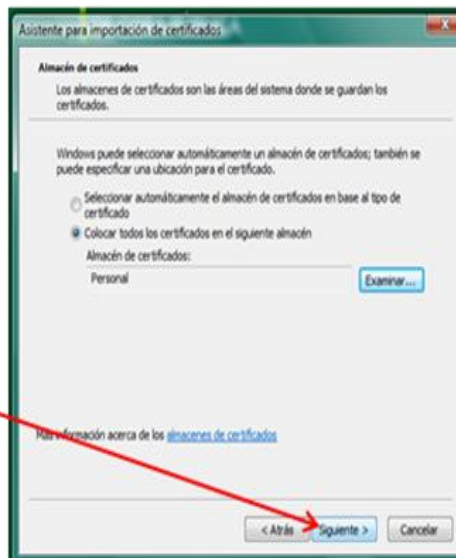 Asistente para importación de certificados
Almacén de certificados
Los almacenes de certificados son las áreas del sistema donde se guardan los
certificados.
Windows puede seleccionar automáticamente un almacén de certificados; también se
puede especificar una ubicación para el certificado.
Seleccionar automáticamente el almacén de certificados en base al tipo de
certificado
Colocar todos los certificados en el siguiente almacén
Almacén de certificados:
Personal
Examinar...
Más información acerca de los almacenes de certificados
< Atrás
Siguiente >
Cancelar